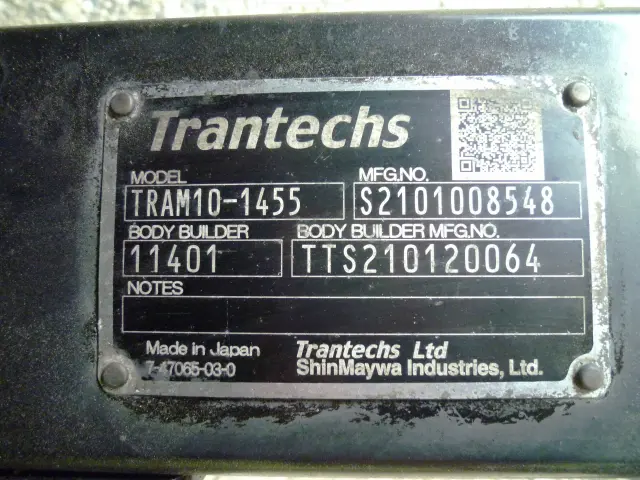 Trantechs
MODEL MFG.NO.
TRAM10-1455 S2101008548
BODY BUILDER BODY BUILDER MFG.NO.
11401 TTS210120064
NOTES
Made in Japan Trantechs Ltd
7-47065-03-0 ShinMaywa Industries, Ltd.